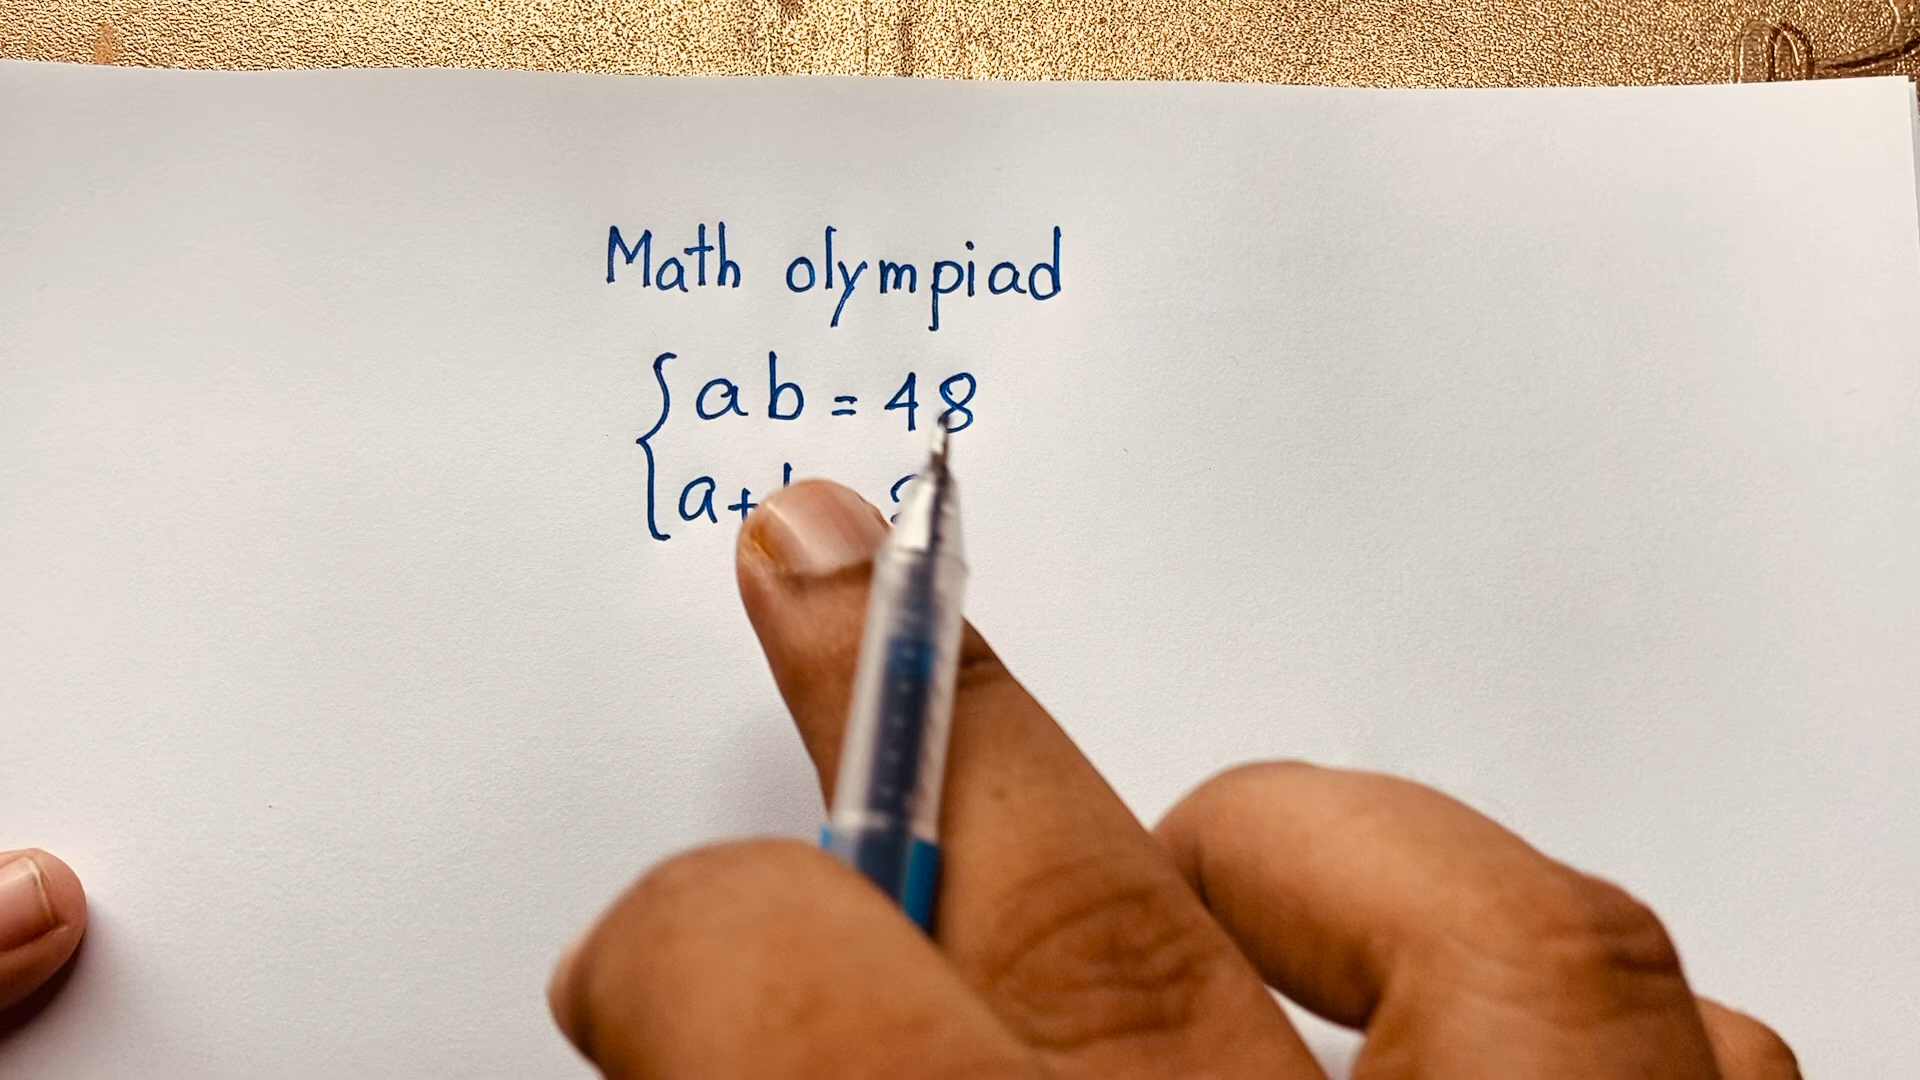 Math olympiad
ab = 48
a+